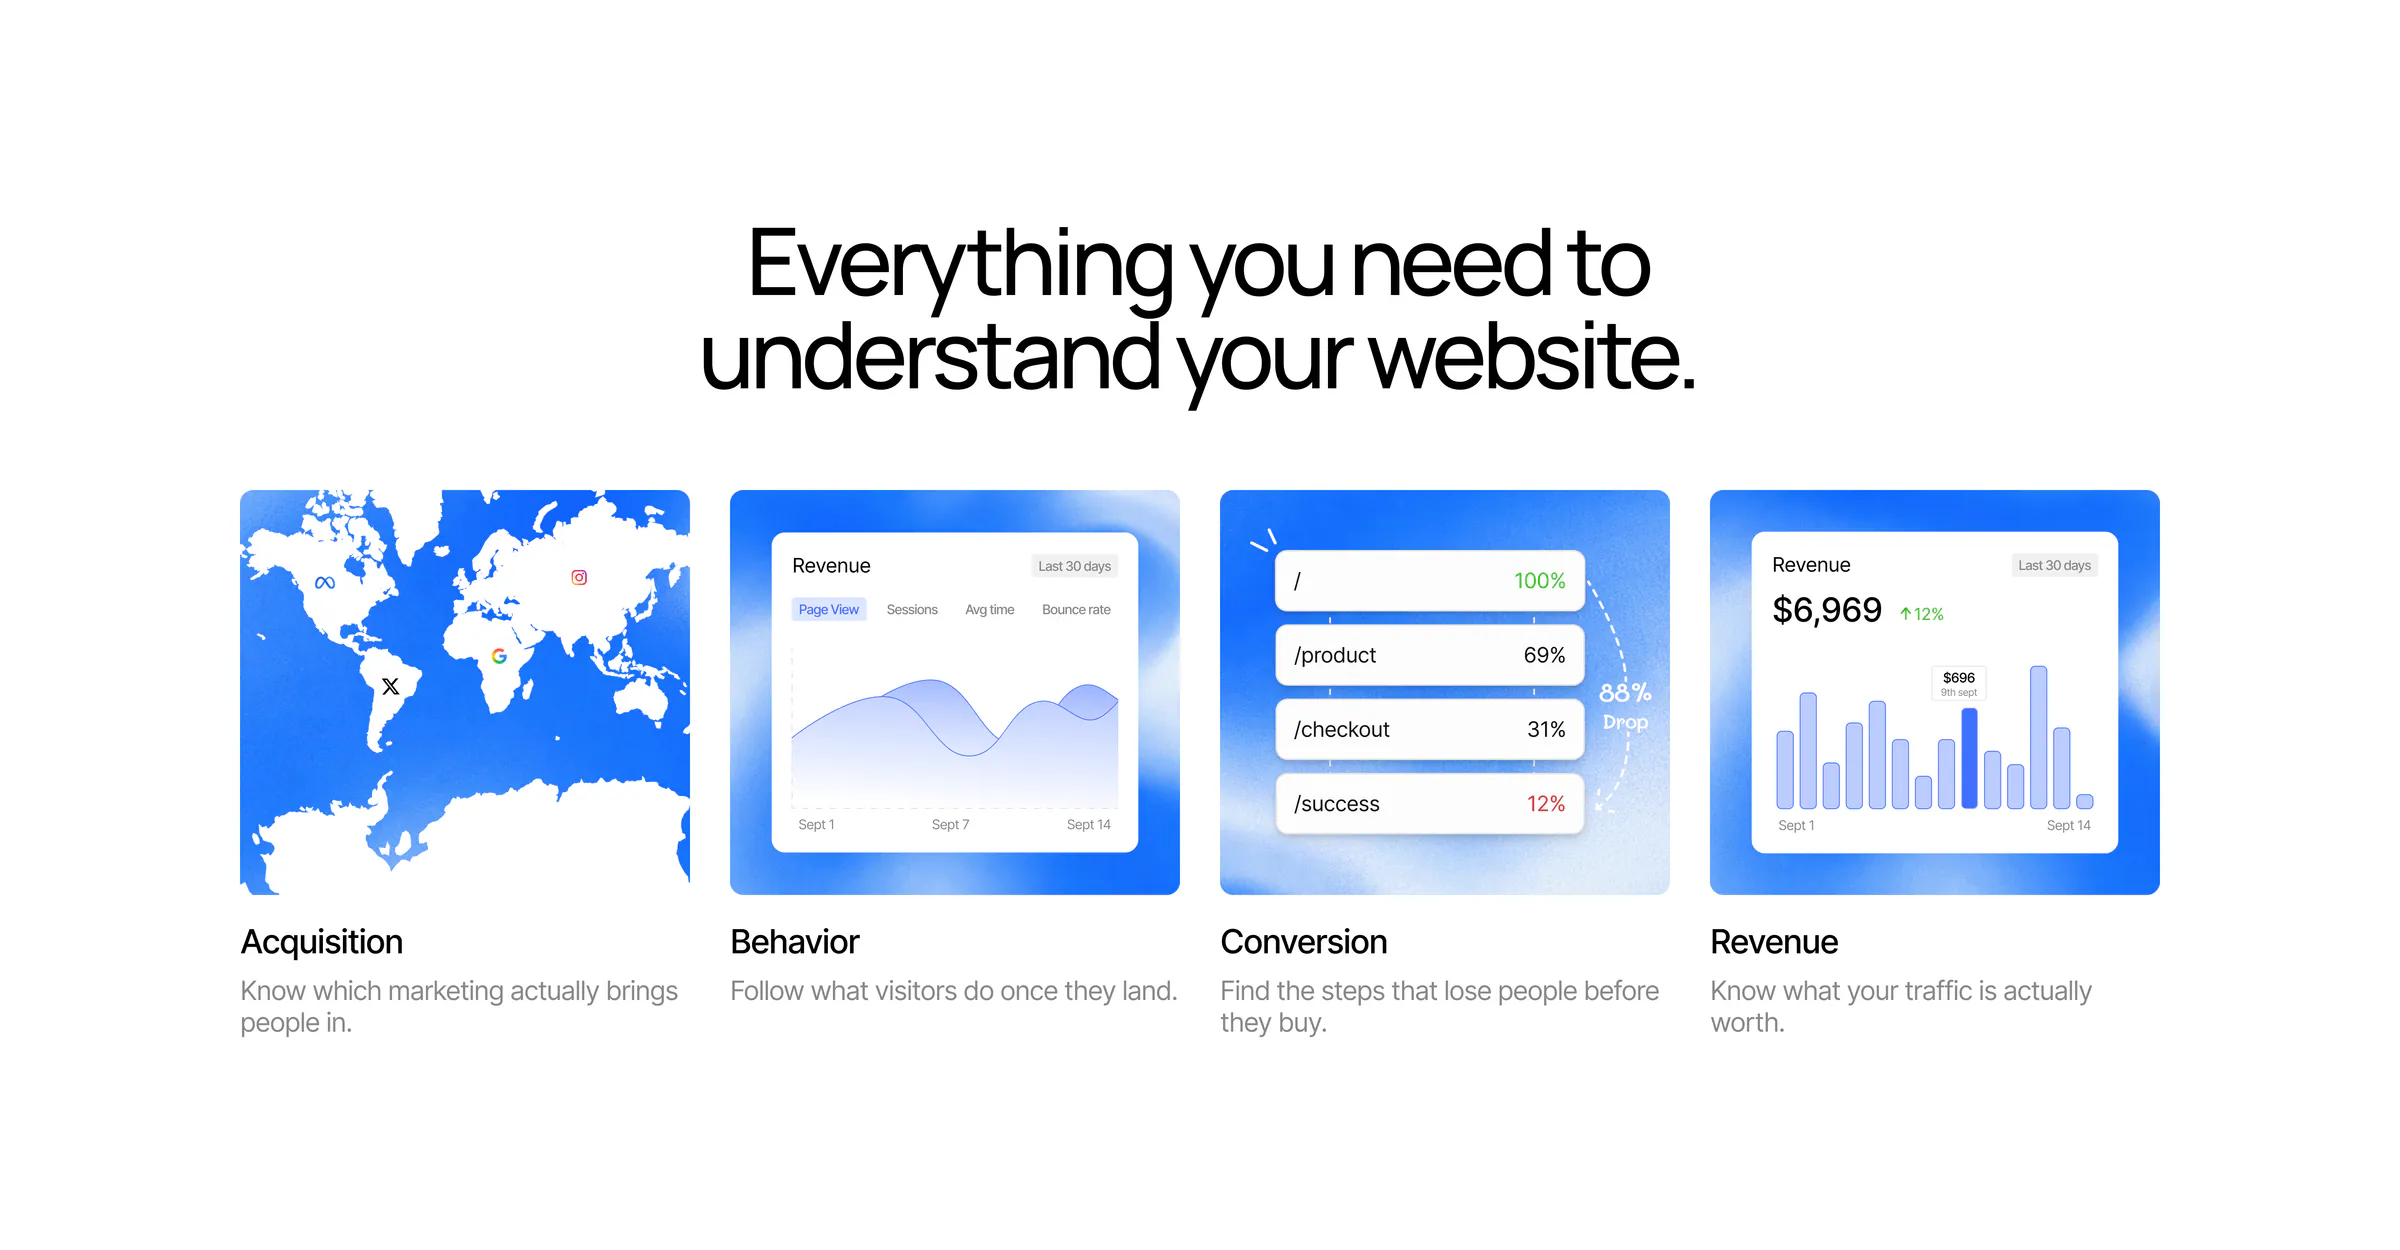 Everything you need to
understand your website.
Revenue
Last 30 days
Page View
Sessions
Avg time
Bounce rate
Sept 1
Sept 7
Sept 14
/
100%
/product
69%
/checkout
31%
/success
12%
88%
Drop
Revenue
Last 30 days
$6,969
↑12%
$696
9th sept
Sept 1
Sept 14
Acquisition
Know which marketing actually brings
people in.
Behavior
Follow what visitors do once they land.
Conversion
Find the steps that lose people before
they buy.
Revenue
Know what your traffic is actually
worth.